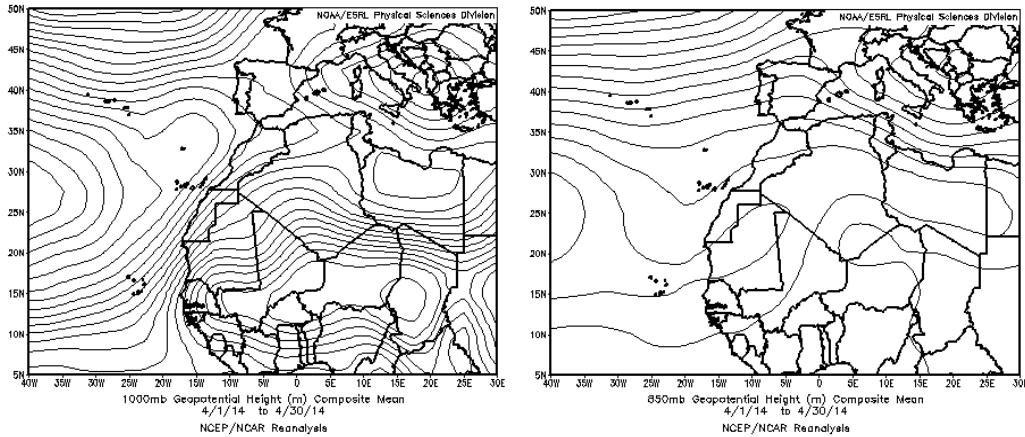 NOAA/ESRL Physical Sciences Division
50N
45N
40N
35N
30N
25N
20N
15N
10N
5N
40W 35W 30W 25W 20W 15W 10W 5W 0 5E 10E 15E 20E 25E 30E
1000mb Geopotential Height (m) Composite Mean
4/1/14 to 4/30/14
NCEP/NCAR Reanalysis
NOAA/ESRL Physical Sciences Division
50N
45N
40N
35N
30N
25N
20N
15N
10N
5N
40W 35W 30W 25W 20W 15W 10W 5W 0 5E 10E 15E 20E 25E 30E
850mb Geopotential Height (m) Composite Mean
4/1/14 to 4/30/14
NCEP/NCAR Reanalysis